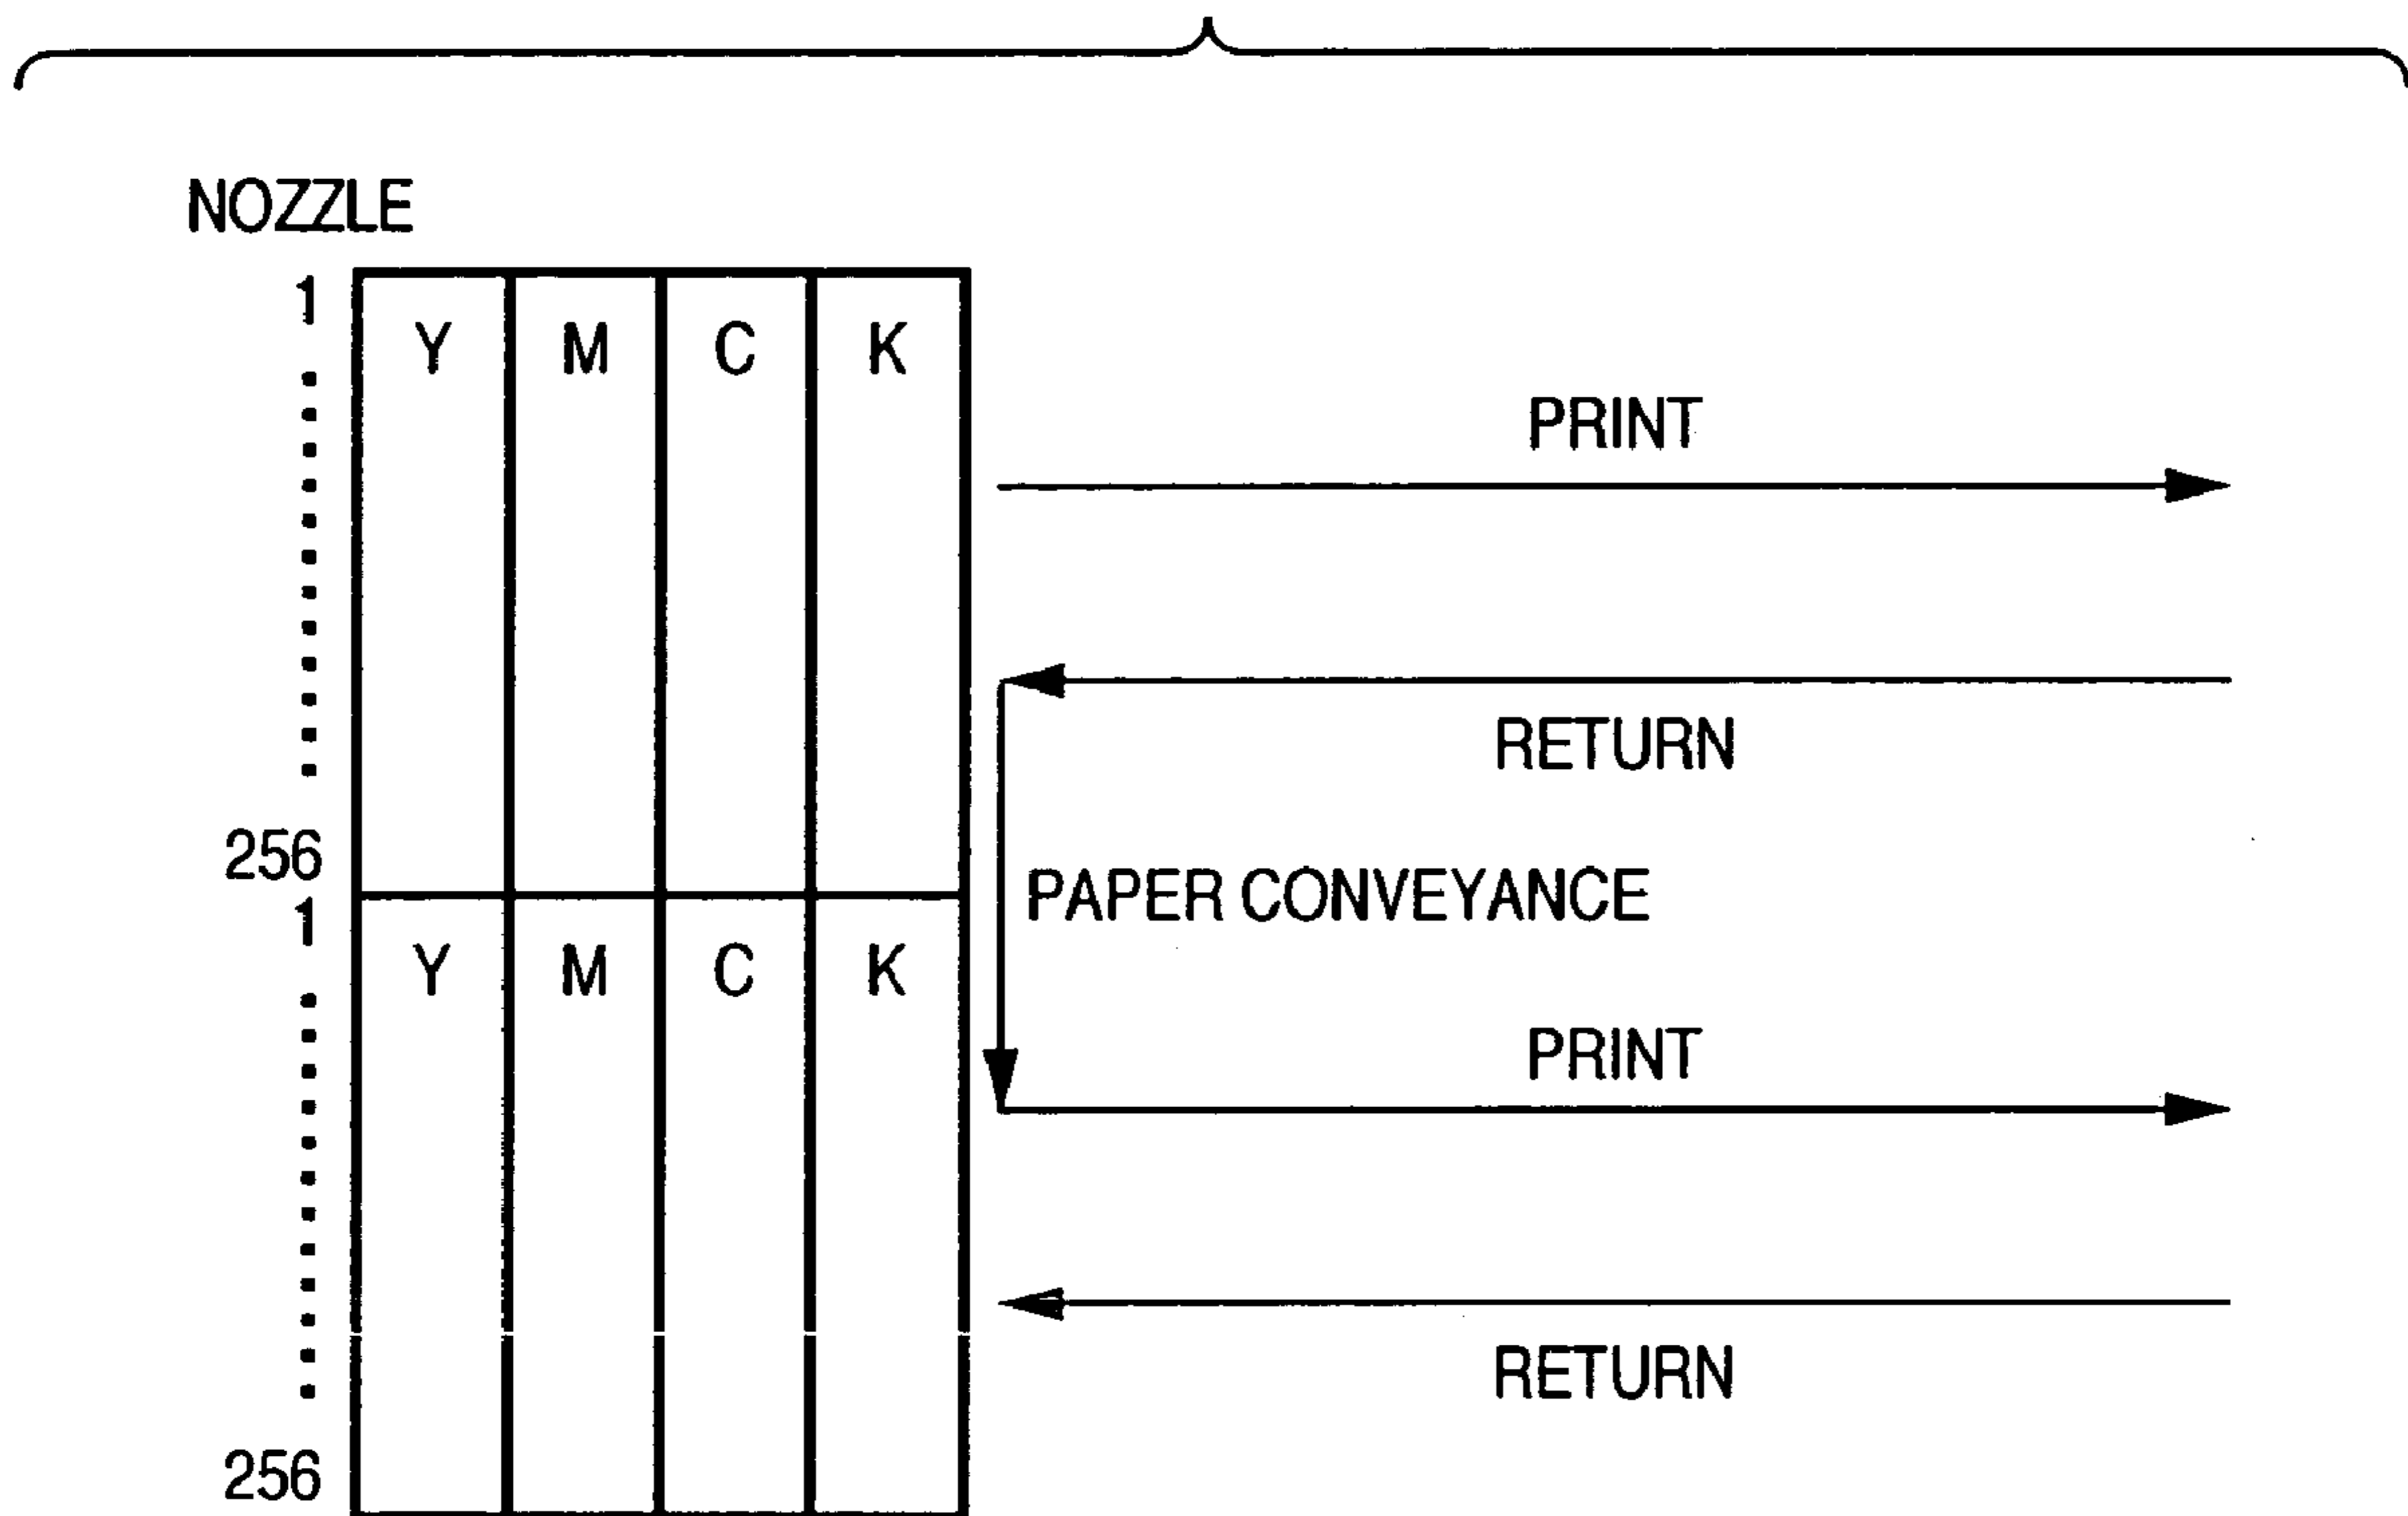 NOZZLE
1
Y M C K
PRINT
RETURN
256
PAPER CONVEYANCE
1
Y M C K
PRINT
RETURN
256